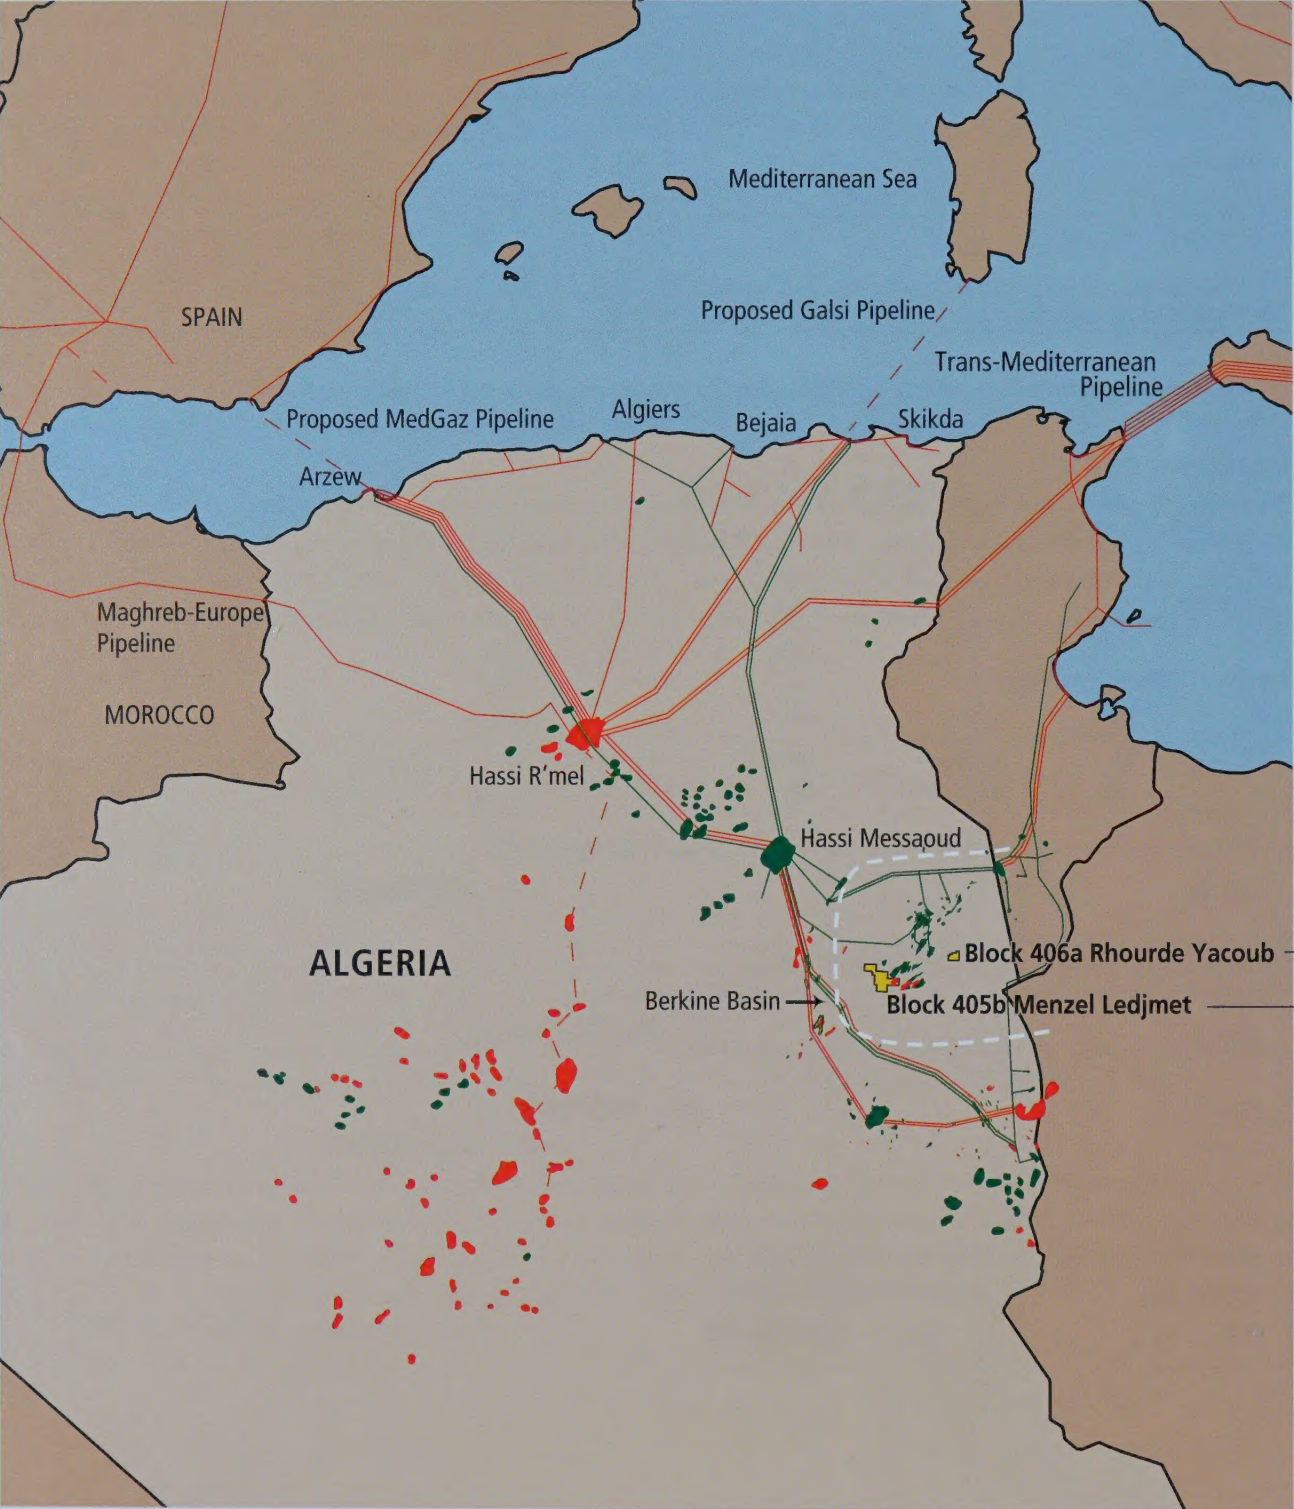 Mediterranean Sea
SPAIN
Proposed Galsi Pipeline
Trans-Mediterranean
Pipeline
Proposed MedGaz Pipeline
Algiers
Bejaia
Skikda
Arzew
Maghreb-Europe
Pipeline
MOROCCO
Hassi R'mel
Hassi Messaoud
ALGERIA
Block 406a Rhourde Yacoub
Berkine Basin
Block 405b Menzel Ledjmet